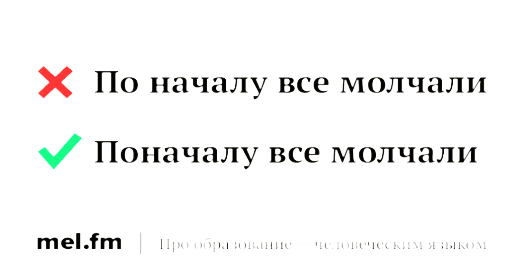 По началу все молчали
Поначалу все молчали
mel.fm | Про образование — человеческим языком